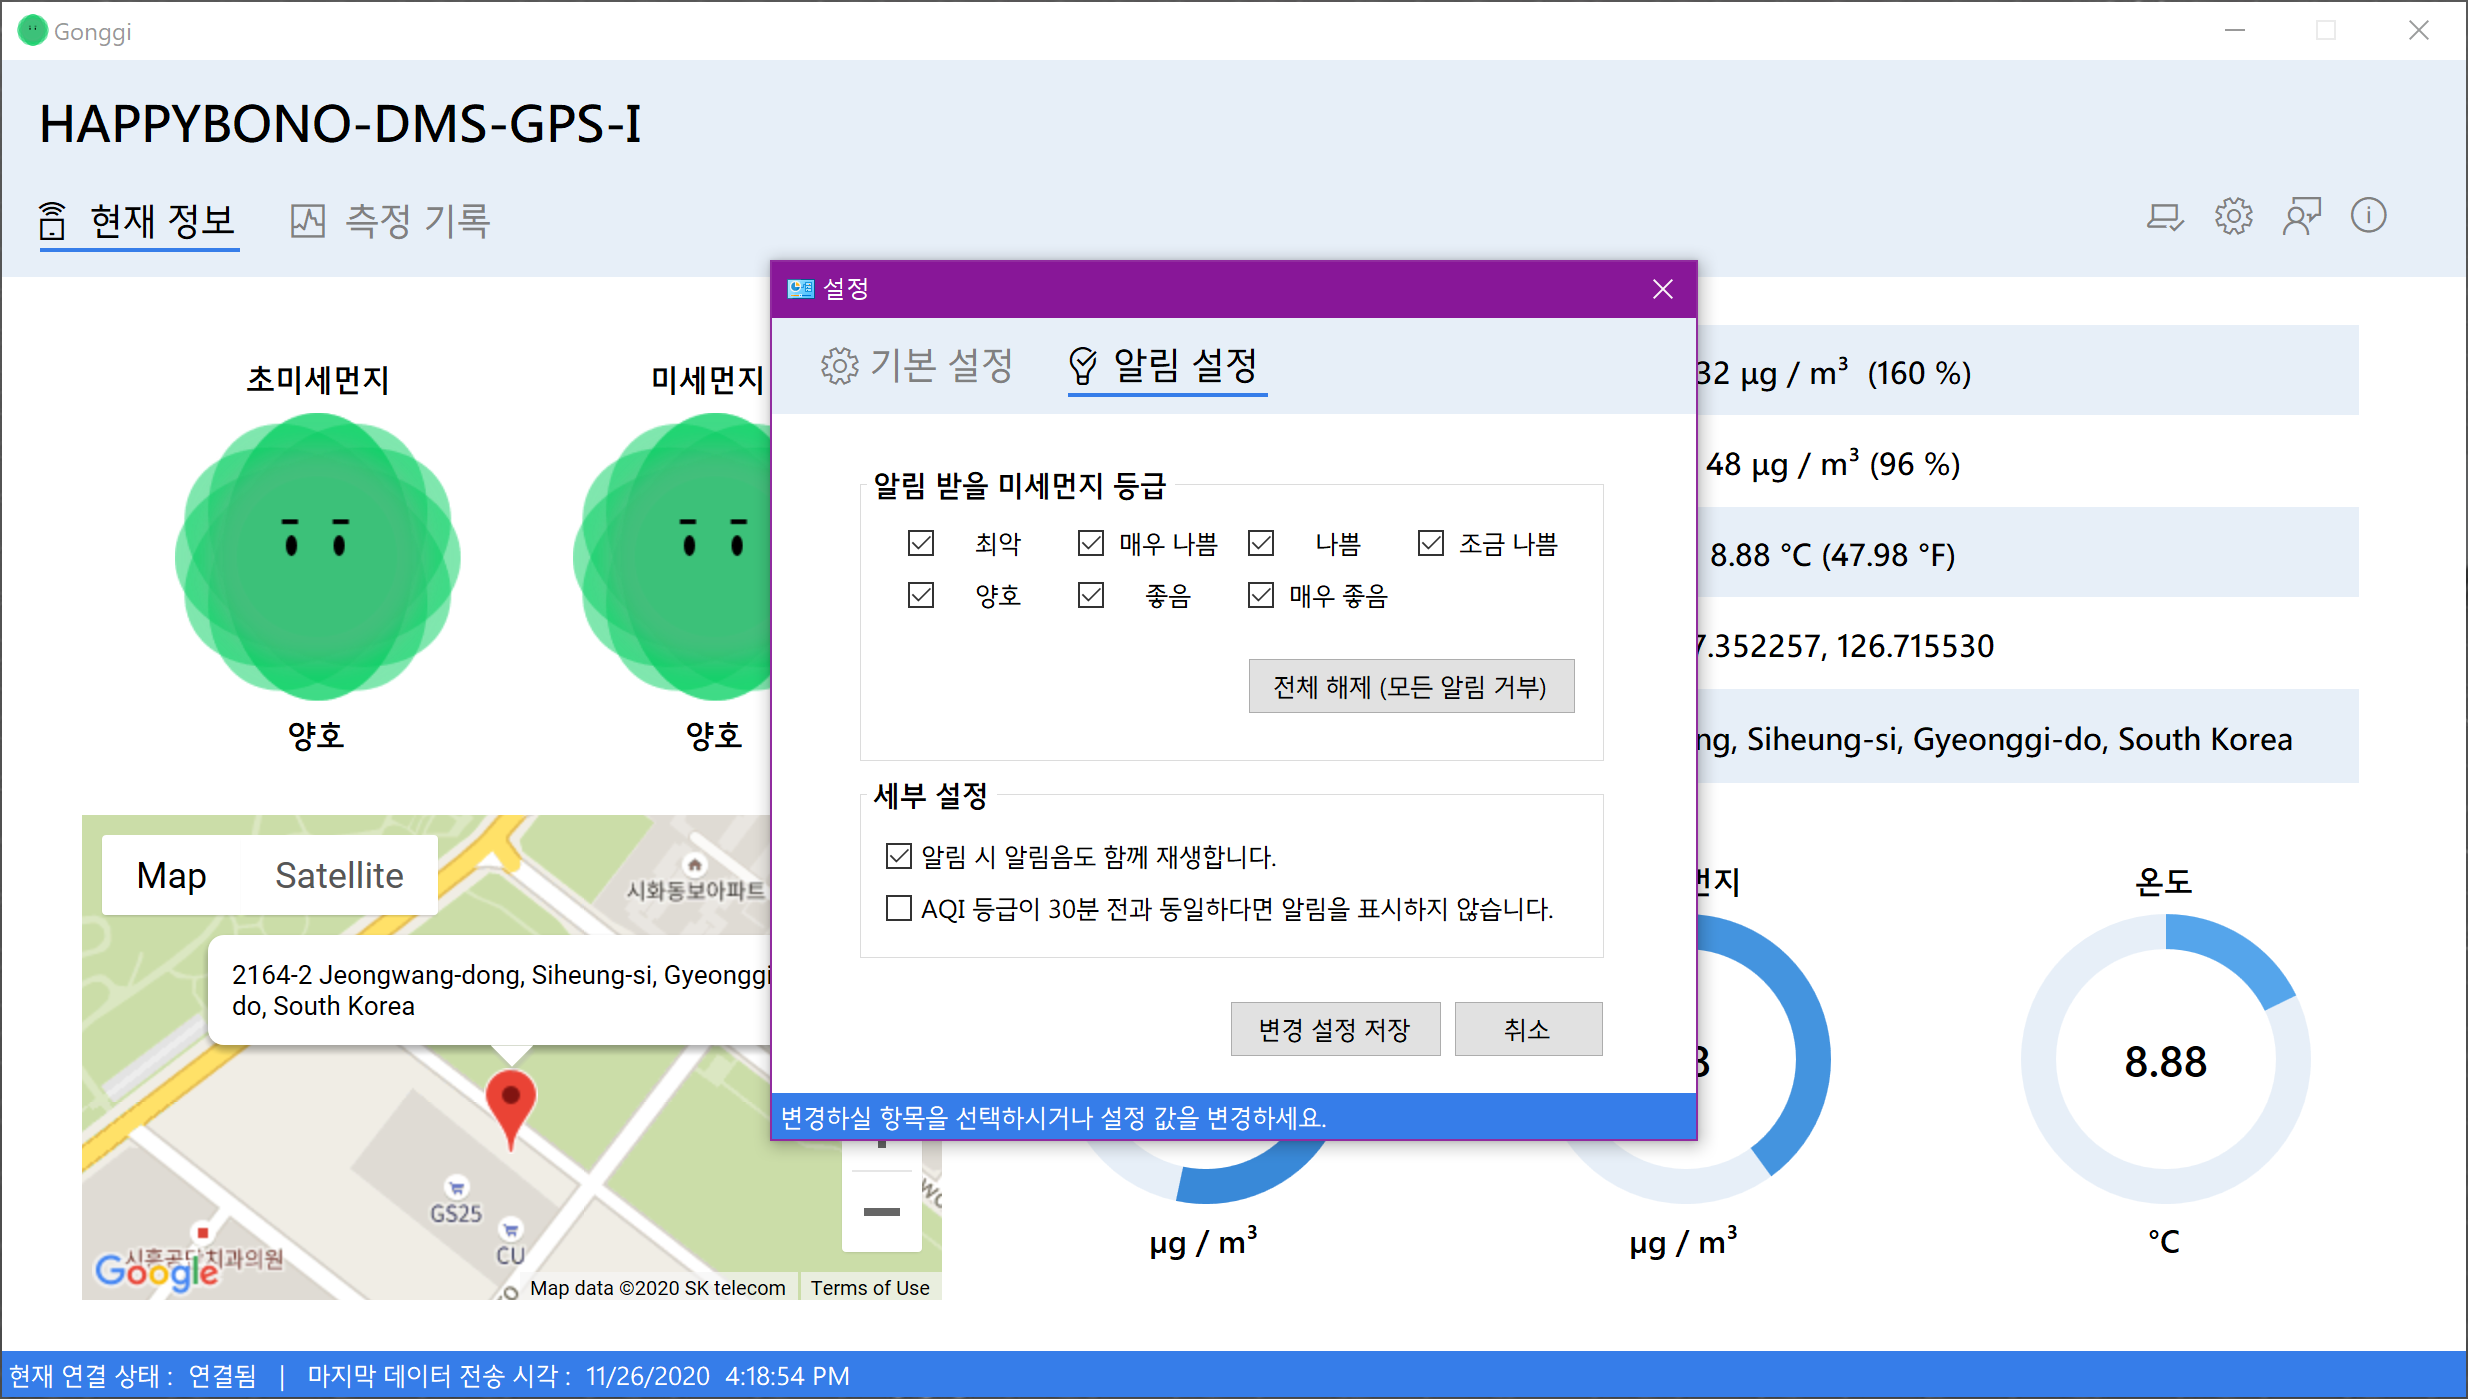 Gonggi
HAPPYBONO-DMS-GPS-I
현재 정보
측정 기록
초미세먼지
미세먼지
양호
양호
Map
Satellite
시화동보아파트
2164-2 Jeongwang-dong, Siheung-si, Gyeonggi
do, South Korea
GS25
CU
Google
Map data ©2020 SK telecom
Terms of Use
설정
기본 설정
알림 설정
알림 받을 미세먼지 등급
최악 매우 나쁨 나쁨 조금 나쁨
양호 좋음 매우 좋음
전체 해제 (모든 알림 거부)
세부 설정
알림 시 알림음도 함께 재생합니다.
AQI 등급이 30분 전과 동일하다면 알림을 표시하지 않습니다.
변경 설정 저장
취소
변경하실 항목을 선택하시거나 설정 값을 변경하세요.
32 μg / m³ (160 %)
48 μg / m³ (96 %)
8.88 °C (47.98 °F)
7.352257, 126.715530
ng, Siheung-si, Gyeonggi-do, South Korea
먼지
온도
8.88
μg / m³
μg / m³
°C
현재 연결 상태 : 연결됨 | 마지막 데이터 전송 시각 : 11/26/2020 4:18:54 PM